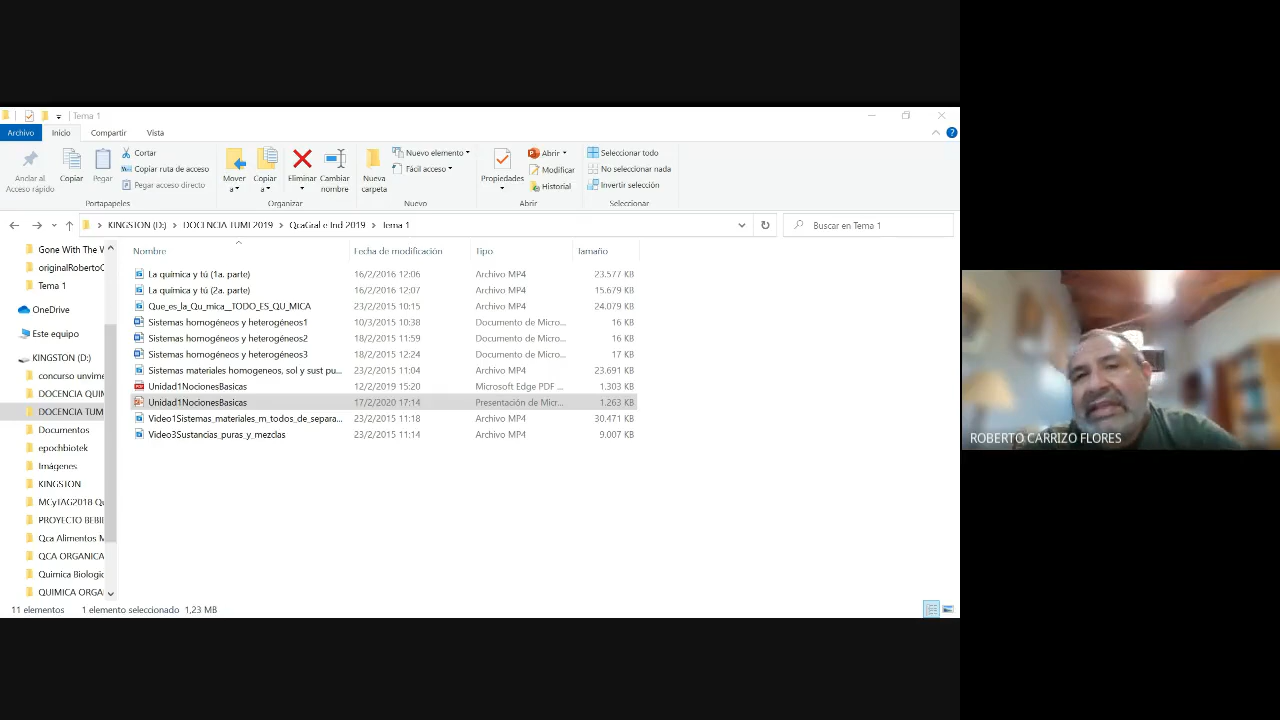 Tema 1
Archivo Inicio Compartir Vista
Anclar al Acceso rápido
Copiar
Pegar
Cortar
Copiar ruta de acceso
Pegar acceso directo
Portapapeles
Mover a
Copiar a
Eliminar
Cambiar nombre
Organizar
Nueva carpeta
Nuevo elemento
Fácil acceso
Nuevo
Propiedades
Abrir
Modificar
Historial
Abrir
Seleccionar todo
No seleccionar nada
Invertir selección
Seleccionar
KINGSTON (D:) > DOCENCIA TUMI 2019 > QcaGral e Ind 2019 > Tema 1
Buscar en Tema 1
Gone With The W
originalRobertoC
Tema 1
OneDrive
Este equipo
KINGSTON (D:)
concurso unvime
DOCENCIA QUIN
DOCENCIA TUM
Documentos
epochbiotek
Imágenes
KINGSTON
MCyTAG2018 Qu
PROYECTO BEBII
Qca Alimentos M
QCA ORGANICA
Quimica Biologic
QUIMICA ORGA
Nombre Fecha de modificación Tipo Tamaño
La química y tú (1a. parte) 16/2/2016 12:06 Archivo MP4 23.577 KB
La química y tú (2a. parte) 16/2/2016 12:07 Archivo MP4 15.679 KB
Que_es_la_Qu_mica__TODO_ES_QU_MICA 23/2/2015 10:15 Archivo MP4 24.079 KB
Sistemas homogéneos y heterogéneos1 10/3/2015 10:38 Documento de Micro... 16 KB
Sistemas homogéneos y heterogéneos2 18/2/2015 11:59 Documento de Micro... 16 KB
Sistemas homogéneos y heterogéneos3 18/2/2015 12:24 Documento de Micro... 17 KB
Sistemas materiales homogeneos, sol y sust pu... 23/2/2015 11:04 Archivo MP4 23.691 KB
Unidad1NocionesBasicas 12/2/2019 15:20 Microsoft Edge PDF ... 1.303 KB
Unidad1NocionesBasicas 17/2/2020 17:14 Presentación de Micr... 1.263 KB
Video1Sistemas_materiales_m_todos_de_separa... 23/2/2015 11:18 Archivo MP4 30.471 KB
Video3Sustancias_puras_y_mezclas 23/2/2015 11:14 Archivo MP4 9.007 KB
11 elementos 1 elemento seleccionado 1,23 MB
ROBERTO CARRIZO FLORES